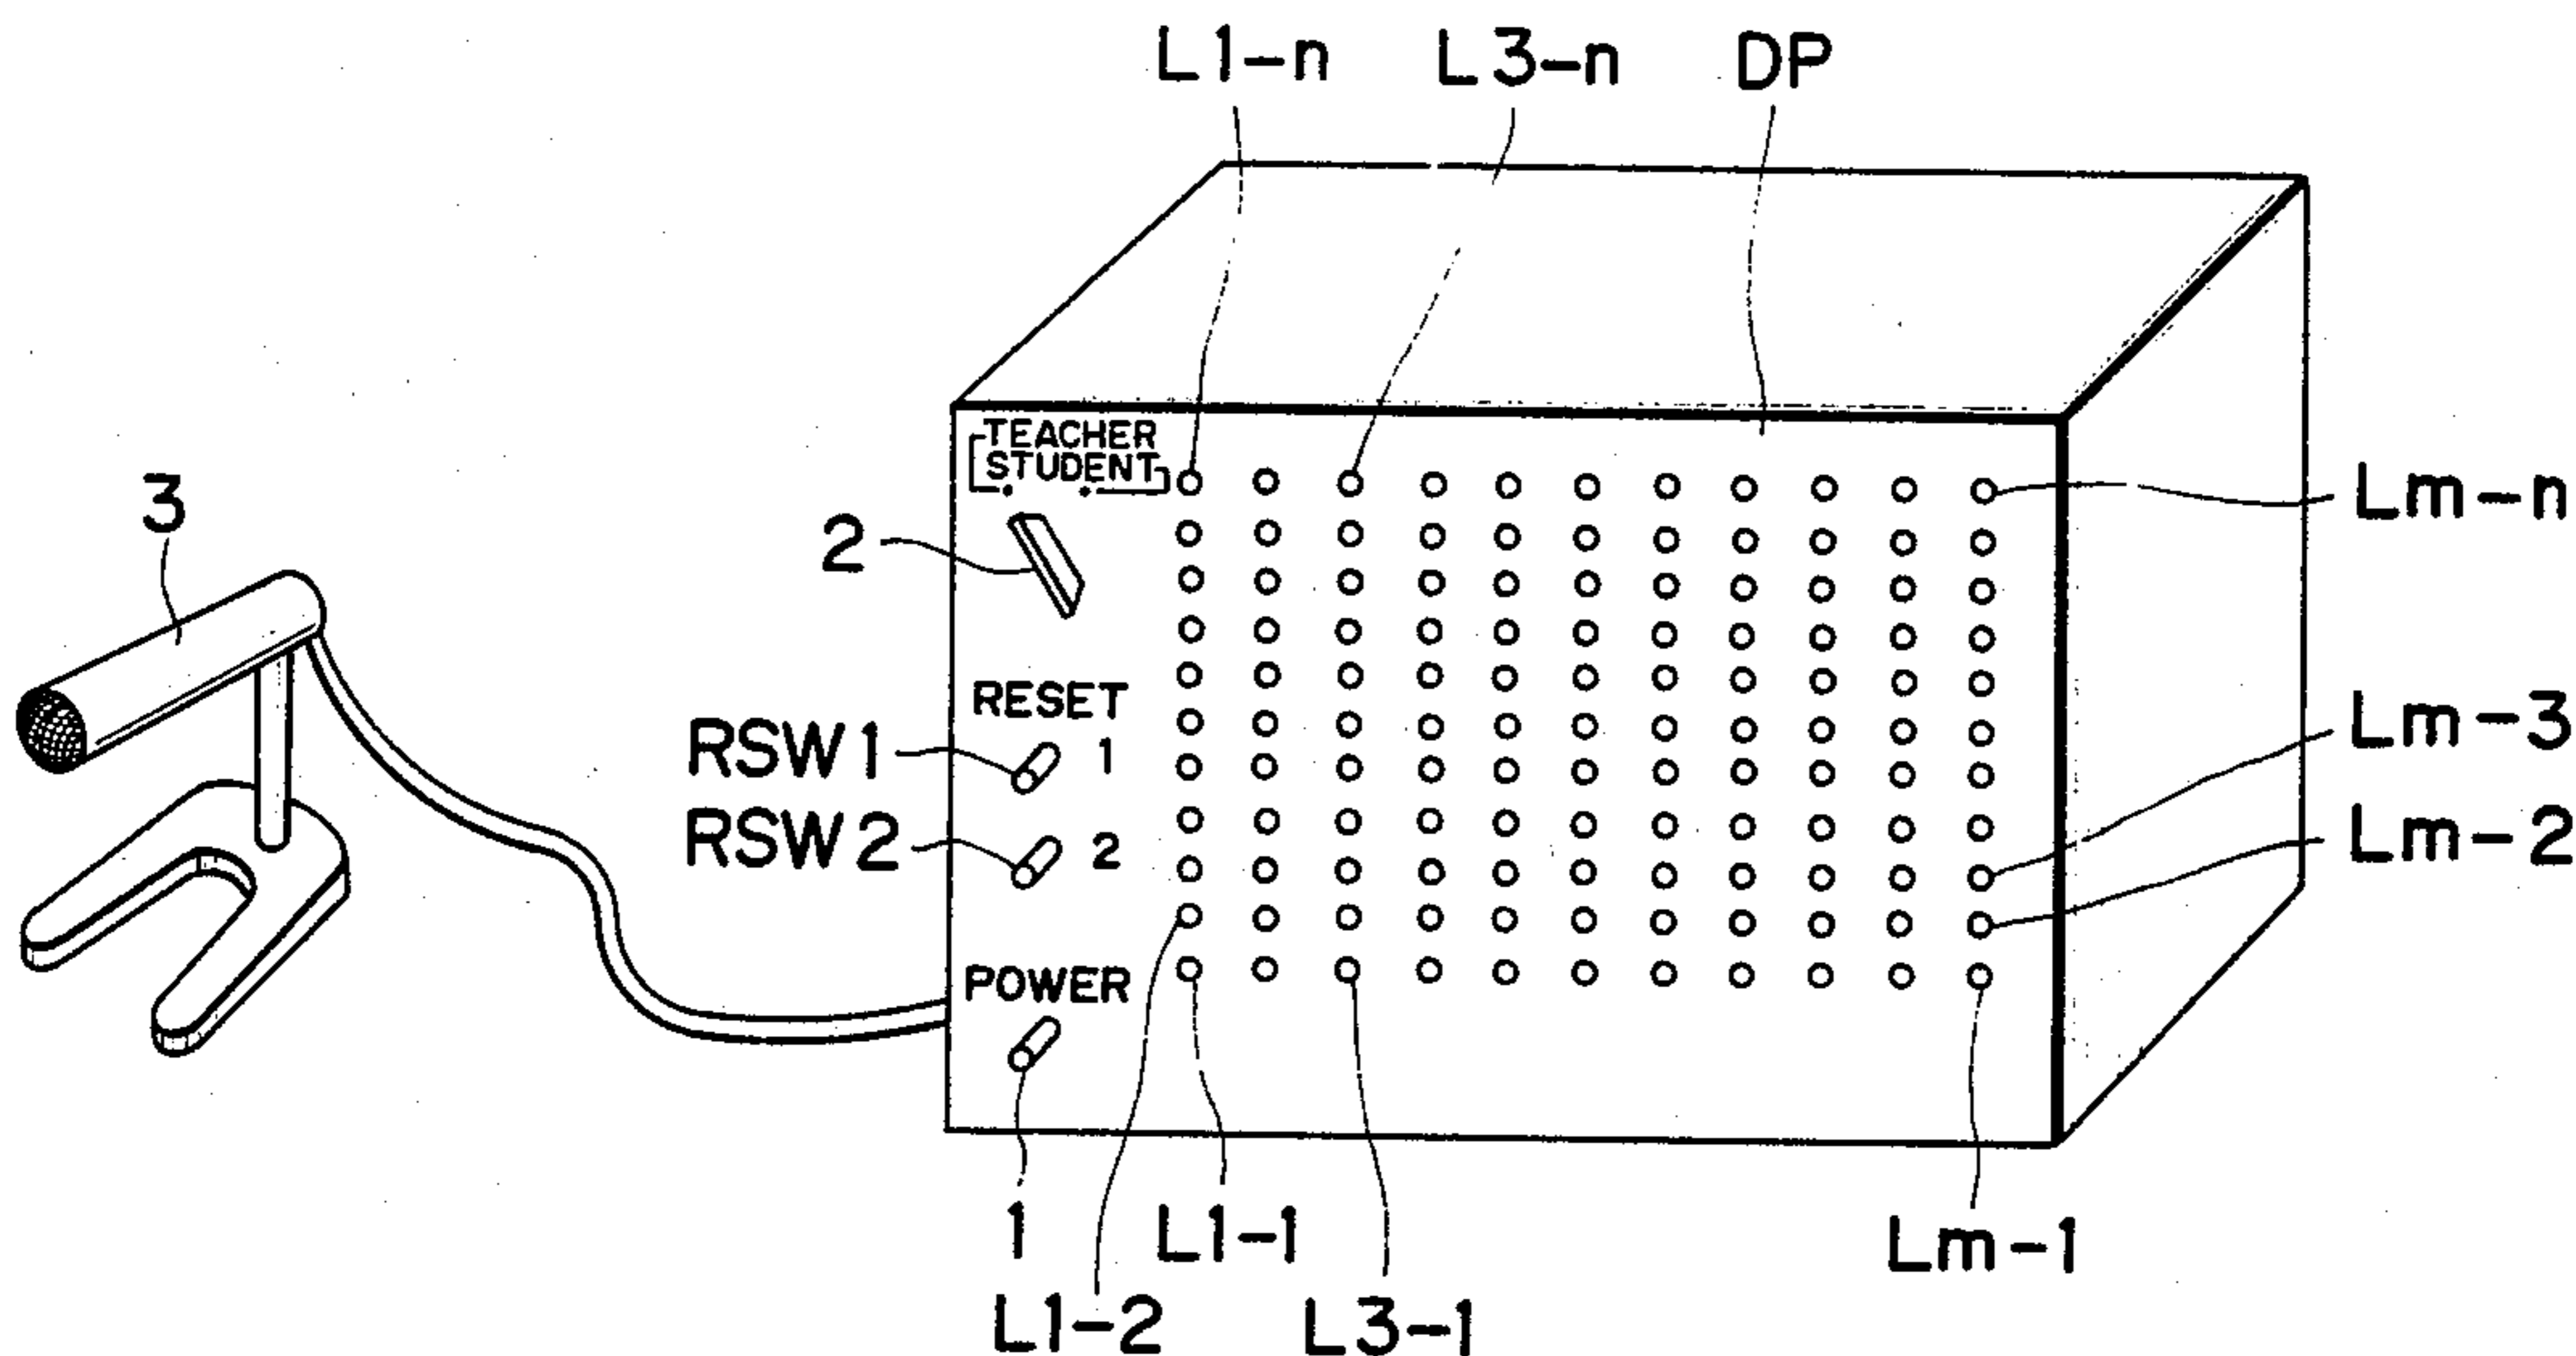 L1-n L3-n DP
TEACHER
STUDENT
Lm-n
3
2
RESET
RSW1 1
Lm-3
RSW2 2
Lm-2
POWER
1 L1-1 Lm-1
L1-2 L3-1